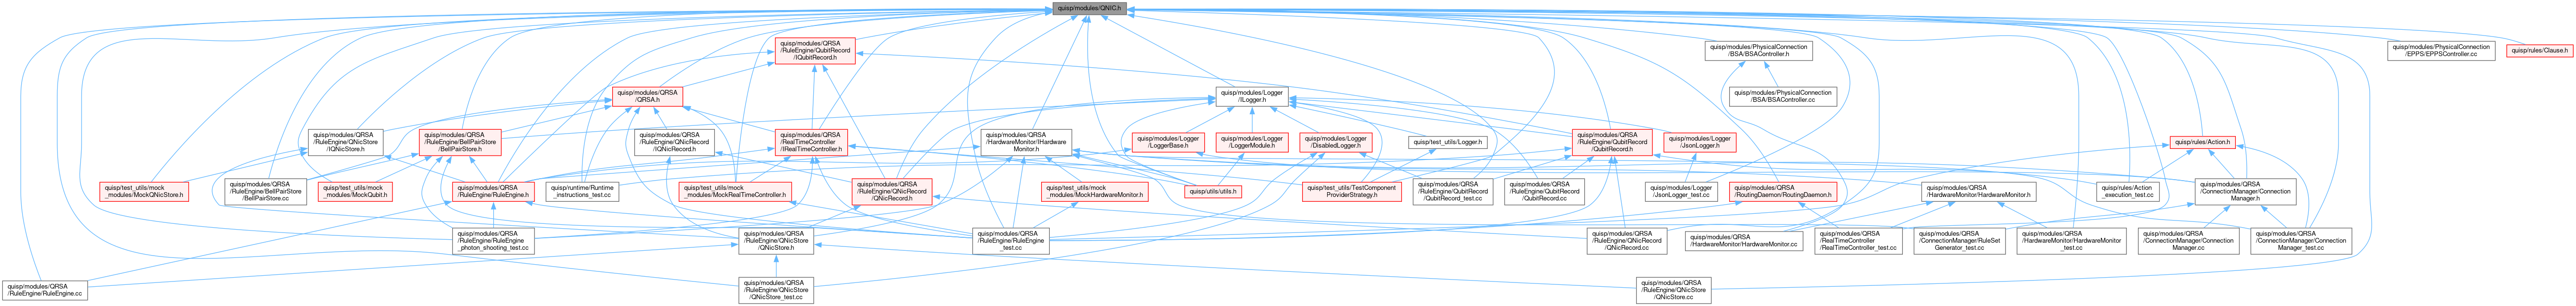 quisp/modules/QNIC.h
quisp/modules/QRSA
/RuleEngine/QubitRecord
/IQubitRecord.h
quisp/modules/PhysicalConnection
/BSA/BSAController.h
quisp/modules/PhysicalConnection
/EPPS/EPPSController.cc
quisp/rules/Clause.h
quisp/modules/QRSA
/QRSA.h
quisp/modules/Logger
/ILogger.h
quisp/modules/PhysicalConnection
/BSA/BSAController.cc
quisp/modules/QRSA
/RuleEngine/QNicStore
/IQNicStore.h
quisp/modules/QRSA
/RuleEngine/BellPairStore
/BellPairStore.h
quisp/modules/QRSA
/RuleEngine/QNicRecord
/IQNicRecord.h
quisp/modules/QRSA
/RealTimeController
/IRealTimeController.h
quisp/modules/QRSA
/HardwareMonitor/IHardware
Monitor.h
quisp/modules/Logger
/LoggerBase.h
quisp/modules/Logger
/LoggerModule.h
quisp/modules/Logger
/DisabledLogger.h
quisp/test_utils/Logger.h
quisp/modules/QRSA
/RuleEngine/QubitRecord
/QubitRecord.h
quisp/modules/Logger
/JsonLogger.h
quisp/rules/Action.h
quisp/test_utils/mock
_modules/MockQNicStore.h
quisp/modules/QRSA
/RuleEngine/BellPairStore
/BellPairStore.cc
quisp/test_utils/mock
_modules/MockQubit.h
quisp/modules/QRSA
/RuleEngine/RuleEngine.h
quisp/runtime/Runtime
_instructions_test.cc
quisp/test_utils/mock
_modules/MockRealTimeController.h
quisp/modules/QRSA
/RuleEngine/QNicRecord
/QNicRecord.h
quisp/test_utils/mock
_modules/MockHardwareMonitor.h
quisp/utils/utils.h
quisp/test_utils/TestComponent
ProviderStrategy.h
quisp/modules/QRSA
/RuleEngine/QubitRecord
/QubitRecord_test.cc
quisp/modules/QRSA
/RuleEngine/QubitRecord
/QubitRecord.cc
quisp/modules/Logger
/JsonLogger_test.cc
quisp/modules/QRSA
/RoutingDaemon/RoutingDaemon.h
quisp/modules/QRSA
/HardwareMonitor/HardwareMonitor.h
quisp/rules/Action
_execution_test.cc
quisp/modules/QRSA
/ConnectionManager/Connection
Manager.h
quisp/modules/QRSA
/RuleEngine/RuleEngine
_photon_shooting_test.cc
quisp/modules/QRSA
/RuleEngine/QNicStore
/QNicStore.h
quisp/modules/QRSA
/RuleEngine/RuleEngine
_test.cc
quisp/modules/QRSA
/RuleEngine/QNicRecord
/QNicRecord.cc
quisp/modules/QRSA
/HardwareMonitor/HardwareMonitor.cc
quisp/modules/QRSA
/RealTimeController
/RealTimeController_test.cc
quisp/modules/QRSA
/ConnectionManager/RuleSet
Generator_test.cc
quisp/modules/QRSA
/HardwareMonitor/HardwareMonitor
_test.cc
quisp/modules/QRSA
/ConnectionManager/Connection
Manager.cc
quisp/modules/QRSA
/ConnectionManager/Connection
Manager_test.cc
quisp/modules/QRSA
/RuleEngine/RuleEngine.cc
quisp/modules/QRSA
/RuleEngine/QNicStore
/QNicStore_test.cc
quisp/modules/QRSA
/RuleEngine/QNicStore
/QNicStore.cc